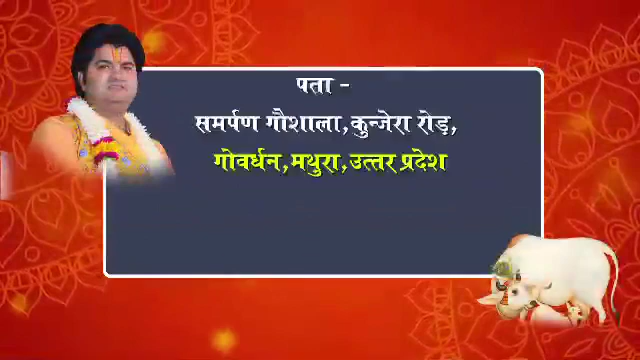 पता -
समर्पण गौशाला,कुन्जेरा रोड़,
गोवर्धन,मथुरा,उत्तर प्रदेश